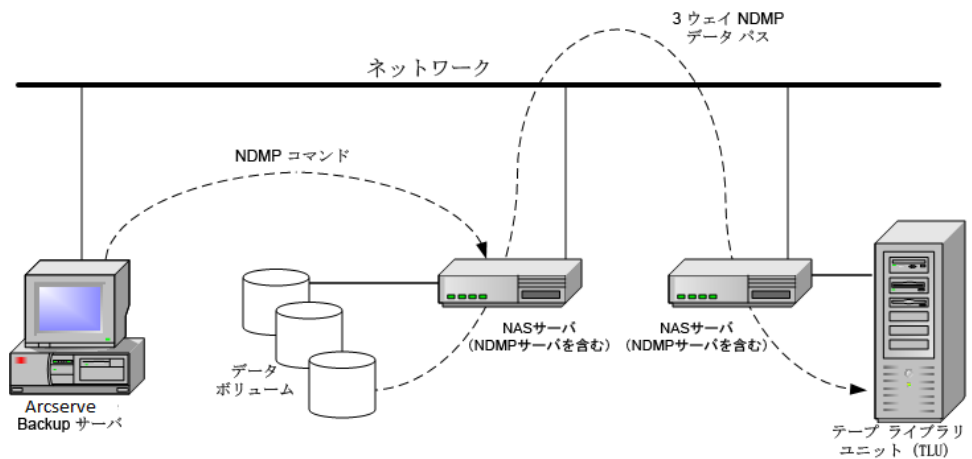 3 ウェイ NDMP
データ パス
ネットワーク
NDMP コマンド
NASサーバ
(NDMPサーバを含む)
NASサーバ
(NDMPサーバを含む)
データ
ボリューム
Arcserve
Backup サーバ
テープ ライブラリ
ユニット (TLU)